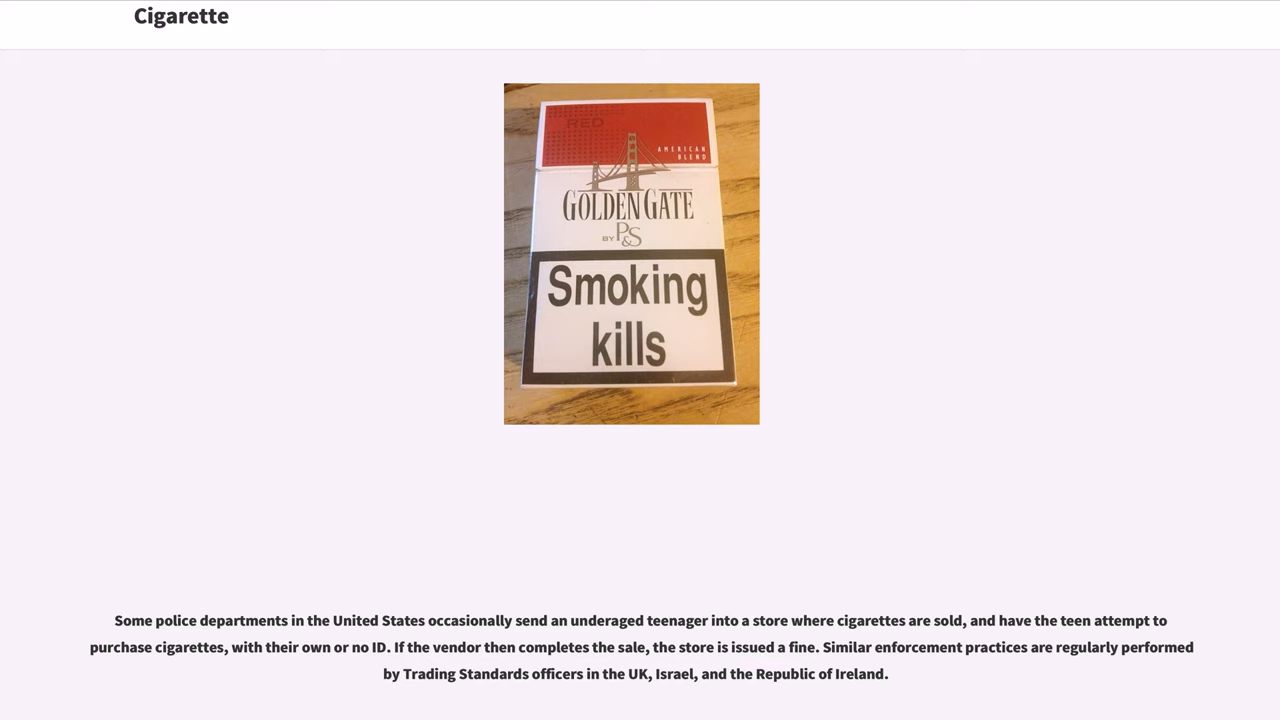 Cigarette
RED
AMERICAN
BLEND
GOLDEN GATE
BY P&S
Smoking
kills
Some police departments in the United States occasionally send an underaged teenager into a store where cigarettes are sold, and have the teen attempt to
purchase cigarettes, with their own or no ID. If the vendor then completes the sale, the store is issued a fine. Similar enforcement practices are regularly performed
by Trading Standards officers in the UK, Israel, and the Republic of Ireland.